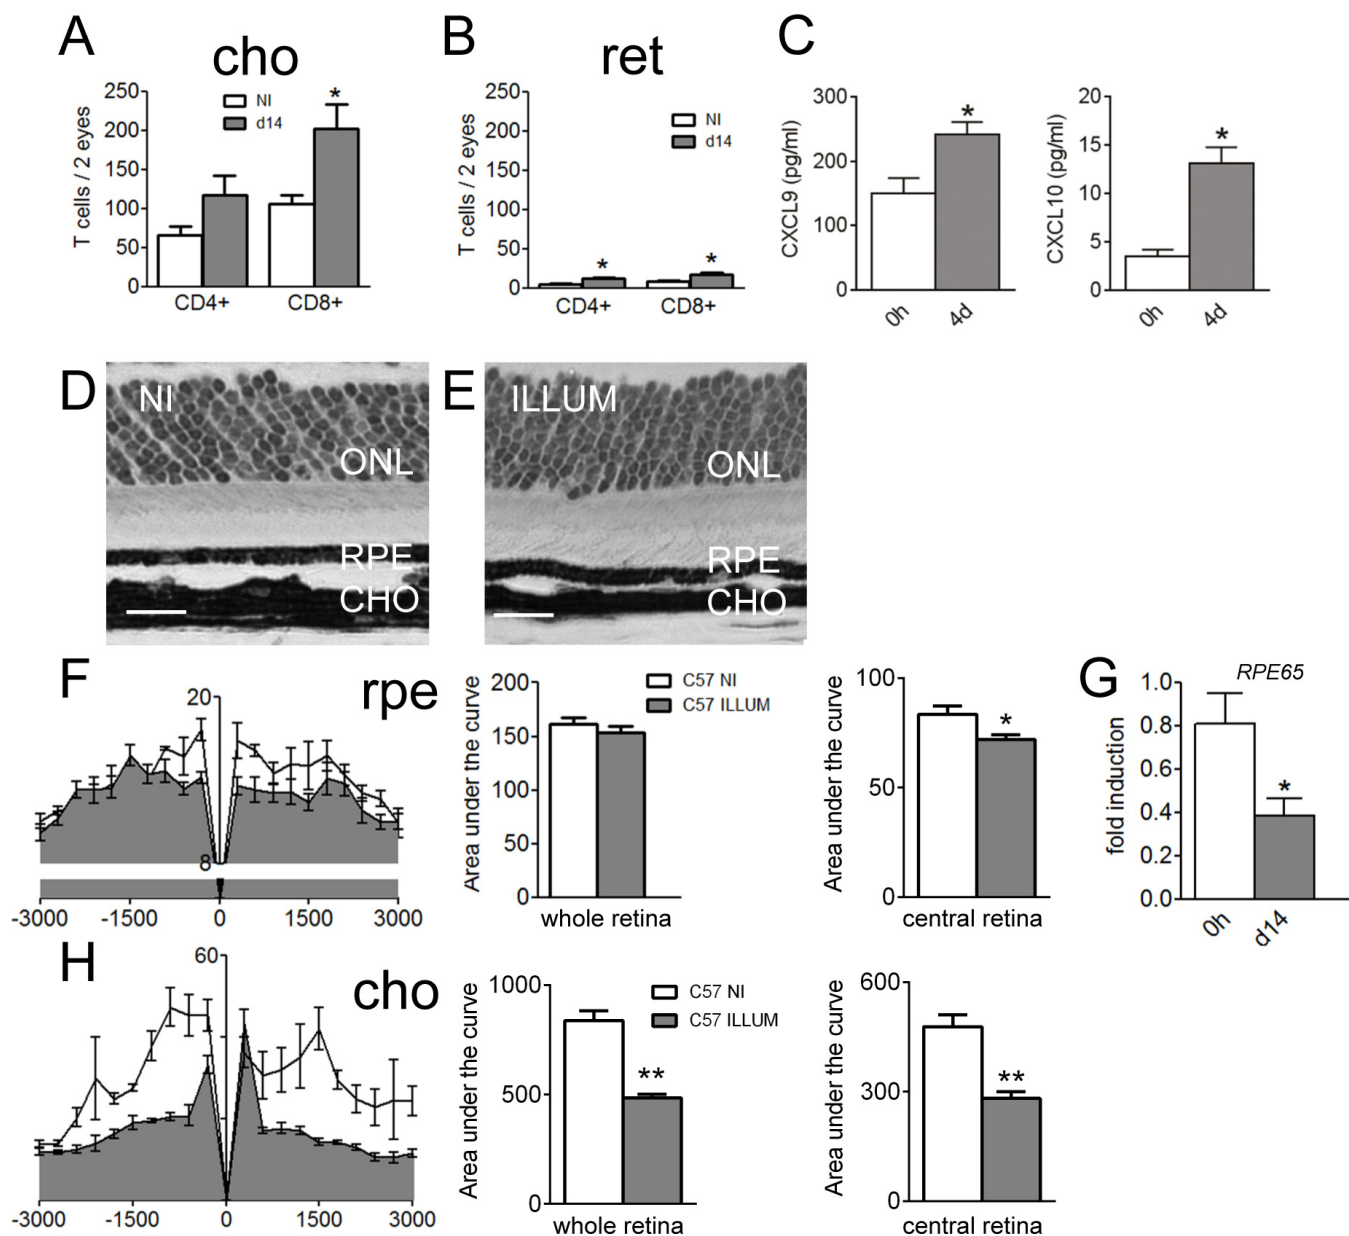 A
cho
T cells / 2 eyes
250
200
150
100
50
0
NI
d14
*
CD4+
CD8+
B
ret
T cells / 2 eyes
250
200
150
100
50
0
NI
d14
*
*
CD4+
CD8+
C
CXCL9 (pg/ml)
300
200
100
0
*
0h
4d
CXCL10 (pg/ml)
20
15
10
5
0
*
0h
4d
D
NI
ONL
RPE
CHO
E
ILLUM
ONL
RPE
CHO
F
rpe
20
8
-3000
-1500
0
1500
3000
Area under the curve
200
150
100
50
0
C57 NI
C57 ILLUM
whole retina
Area under the curve
100
50
0
*
central retina
G
RPE65
fold induction
1.0
0.8
0.6
0.4
0.2
0.0
*
0h
d14
H
cho
60
-3000
-1500
0
1500
3000
Area under the curve
1000
500
0
C57 NI
C57 ILLUM
**
whole retina
Area under the curve
600
300
0
**
central retina